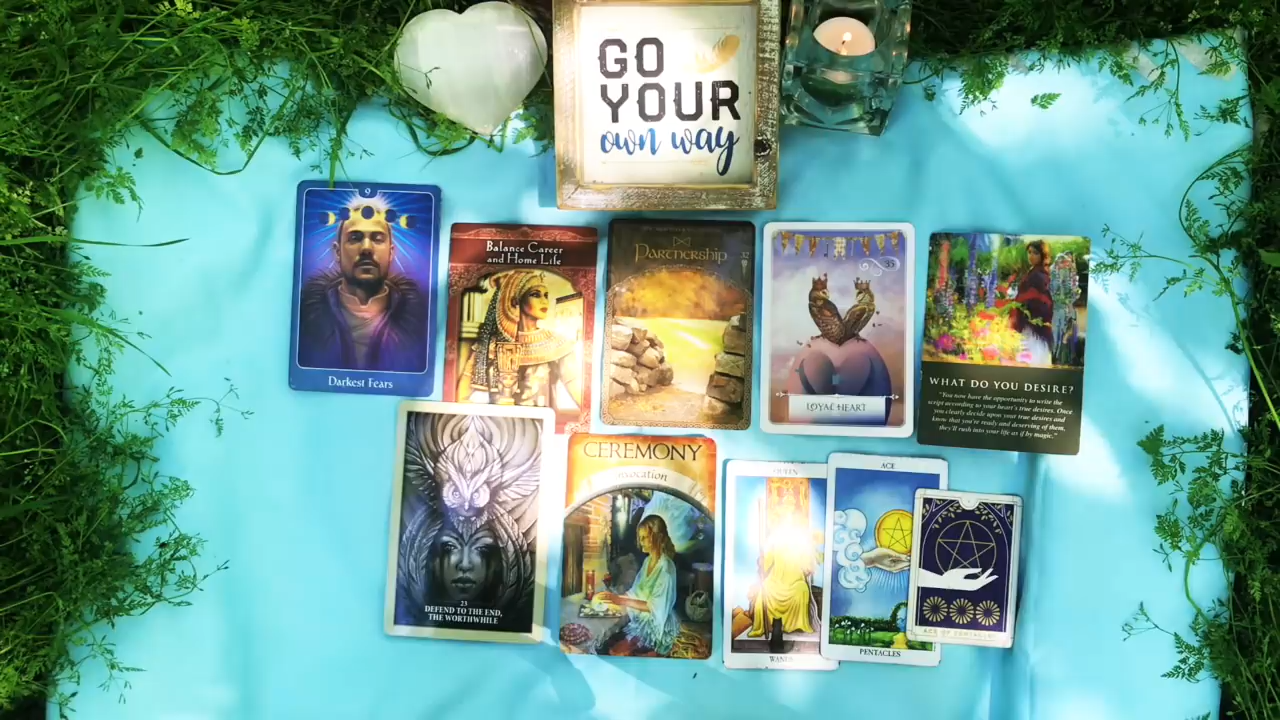 GO
YOUR
own way
9
Darkest Fears
Balance Career
and Home Life
PARTNERSHIP
32
35
LOYAL HEART
WHAT DO YOU DESIRE?
"You now have the opportunity to write the
script according to your heart's true desires. Once
you clearly decide upon your true desires and
know that you're ready and deserving of them,
they'll rush into your life as if by magic."
23
DEFEND TO THE END,
THE WORTHWHILE
CEREMONY
Invocation
QUEEN
WANDS
ACE
PENTACLES
ACE OF PENTACLES